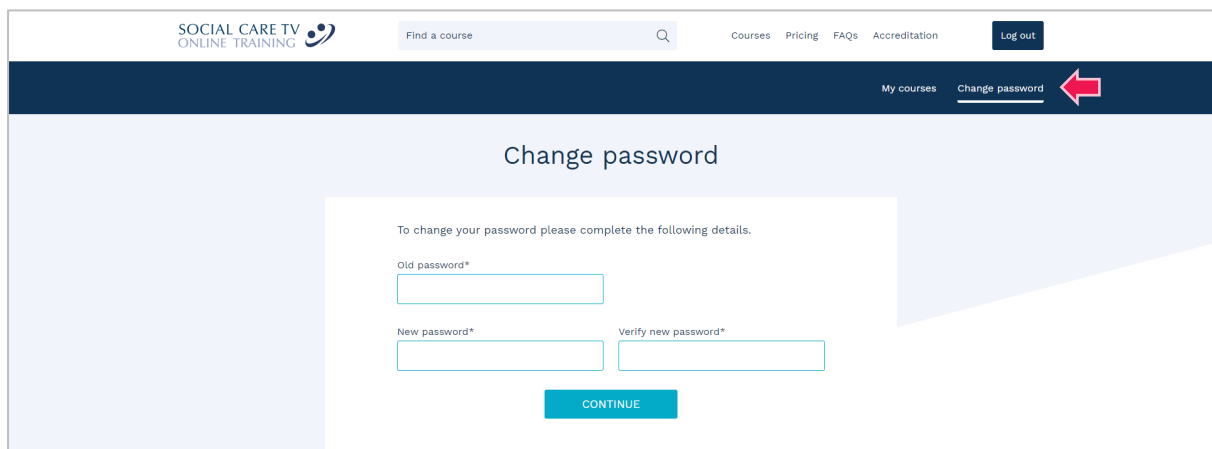 SOCIAL CARE TV
ONLINE TRAINING
Find a course
Courses Pricing FAQs Accreditation
Log out
My courses Change password
Change password
To change your password please complete the following details.
Old password*
New password* Verify new password*
CONTINUE